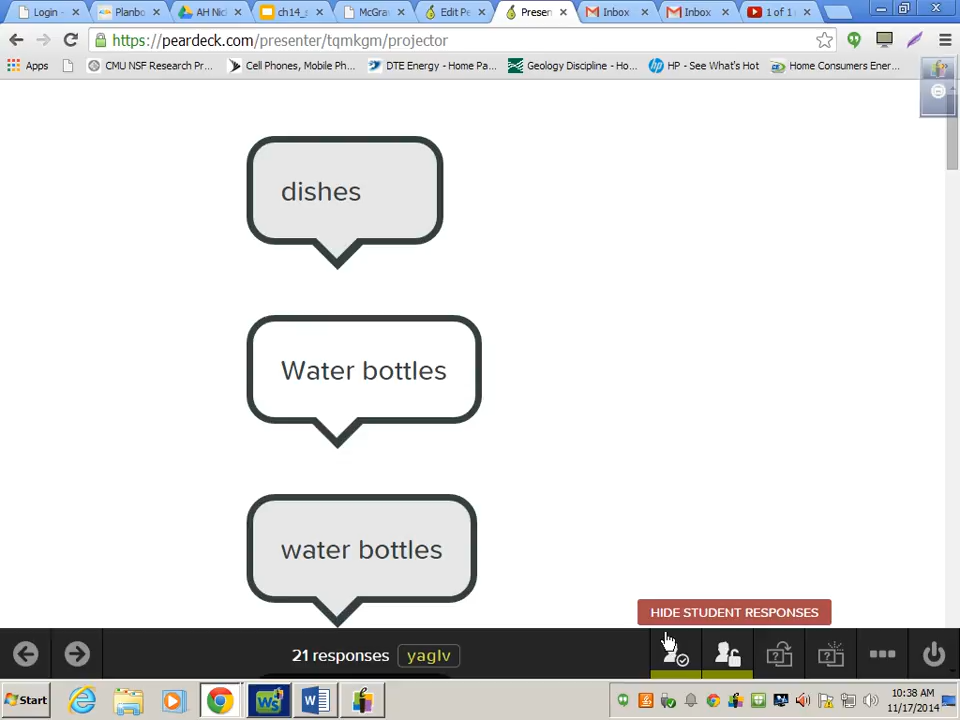 Login -
Planbo
AH Nic
ch14_
McGra
Edit Pe
Presen
Inbox
Inbox
1 of 1
https://peardeck.com/presenter/tqmkgm/projector
Apps
CMU NSF Research Pr...
Cell Phones, Mobile Ph...
DTE Energy - Home Pa...
Geology Discipline - Ho...
HP - See What's Hot
Home Consumers Ener...
dishes
Water bottles
water bottles
HIDE STUDENT RESPONSES
21 responses yaglv
Start
10:38 AM
11/17/2014